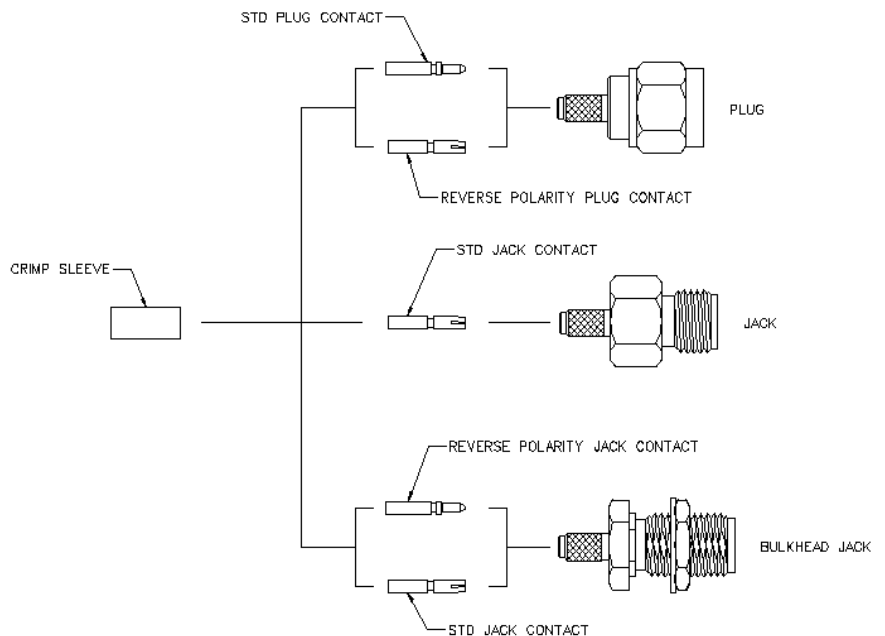 STD PLUG CONTACT
PLUG
REVERSE POLARITY PLUG CONTACT
STD JACK CONTACT
CRIMP SLEEVE
JACK
REVERSE POLARITY JACK CONTACT
BULKHEAD JACK
STD JACK CONTACT